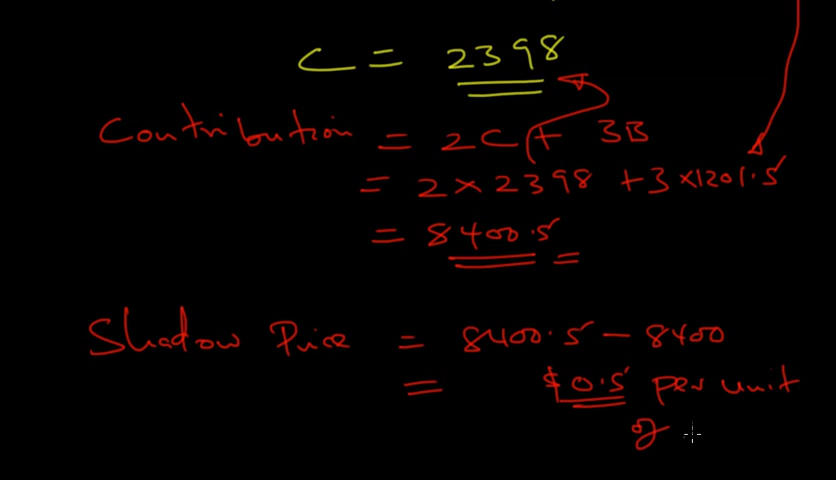 C = 2398
Contribution = 2C + 3B
= 2 × 2398 + 3 × 1201.5
= 8400.5 =
Shadow Price = 8400.5 − 8400
= $0.5 per unit
of